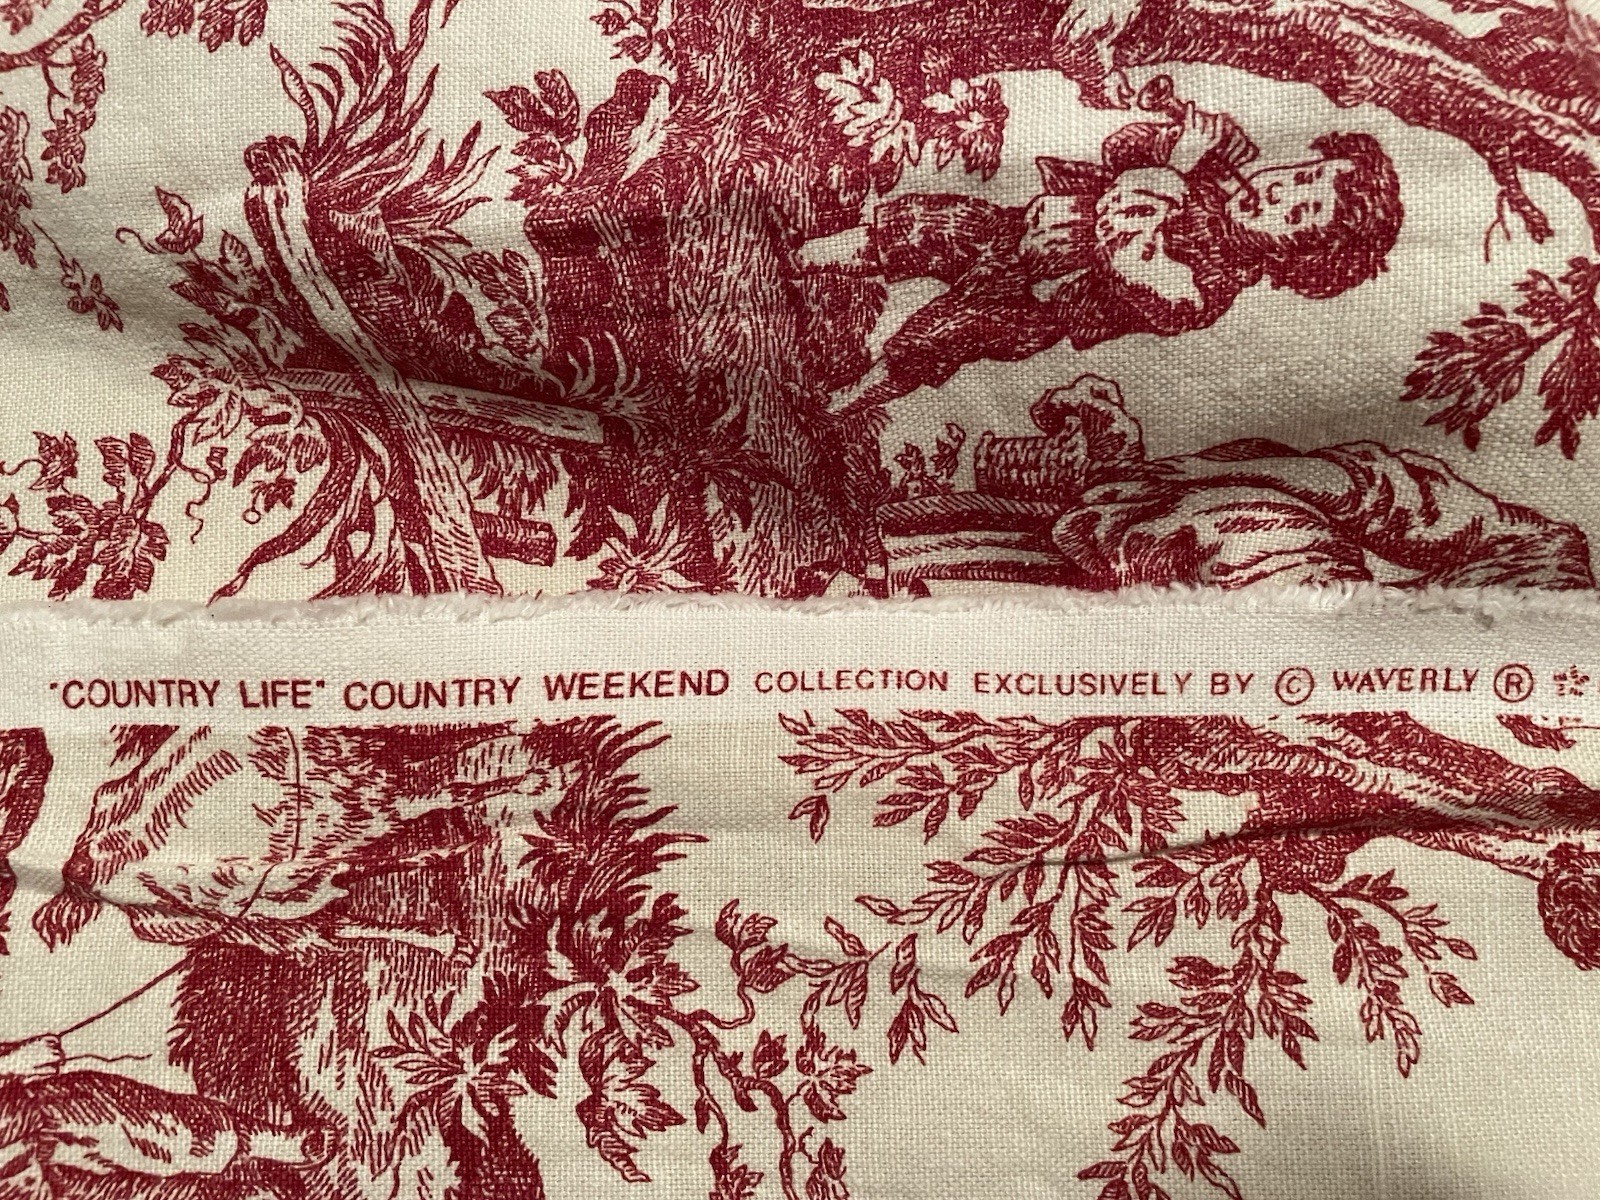 "COUNTRY LIFE" COUNTRY WEEKEND COLLECTION EXCLUSIVELY BY © WAVERLY ®